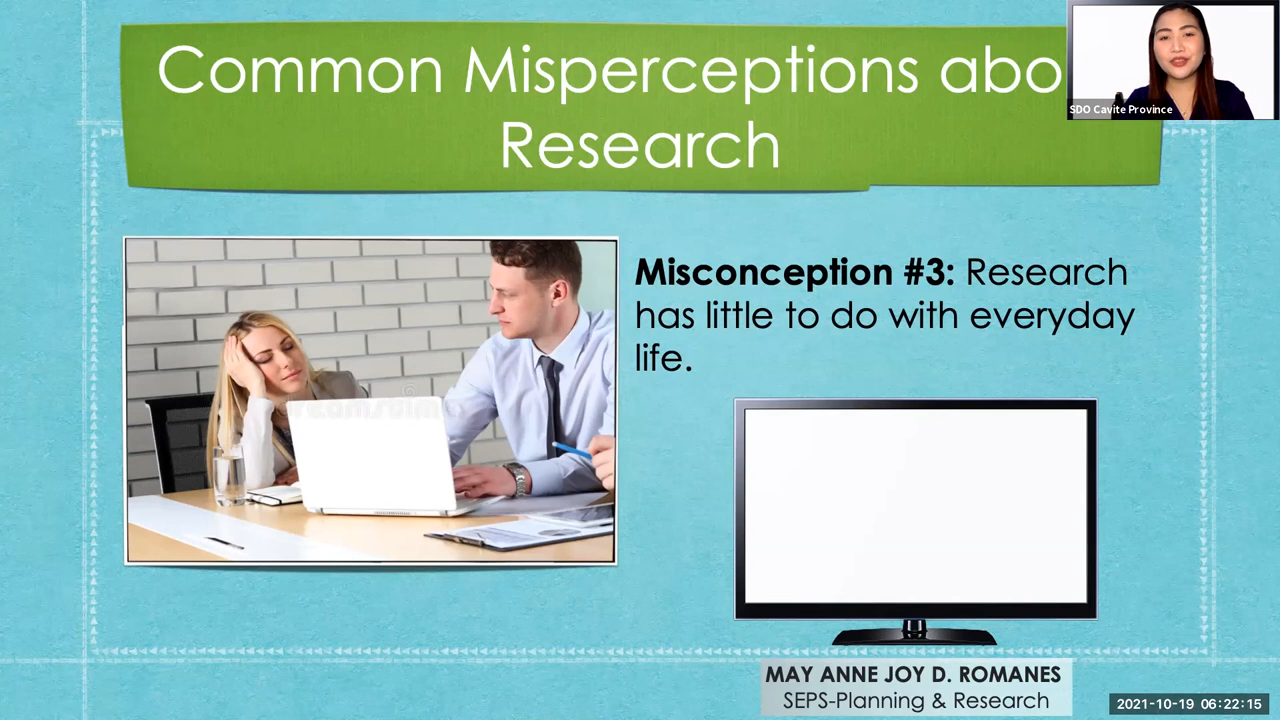 Common Misperceptions abo
Research
SDO Cavite Province
Misconception #3: Research
has little to do with everyday
life.
MAY ANNE JOY D. ROMANES
SEPS-Planning & Research
2021-10-19 06:22:15